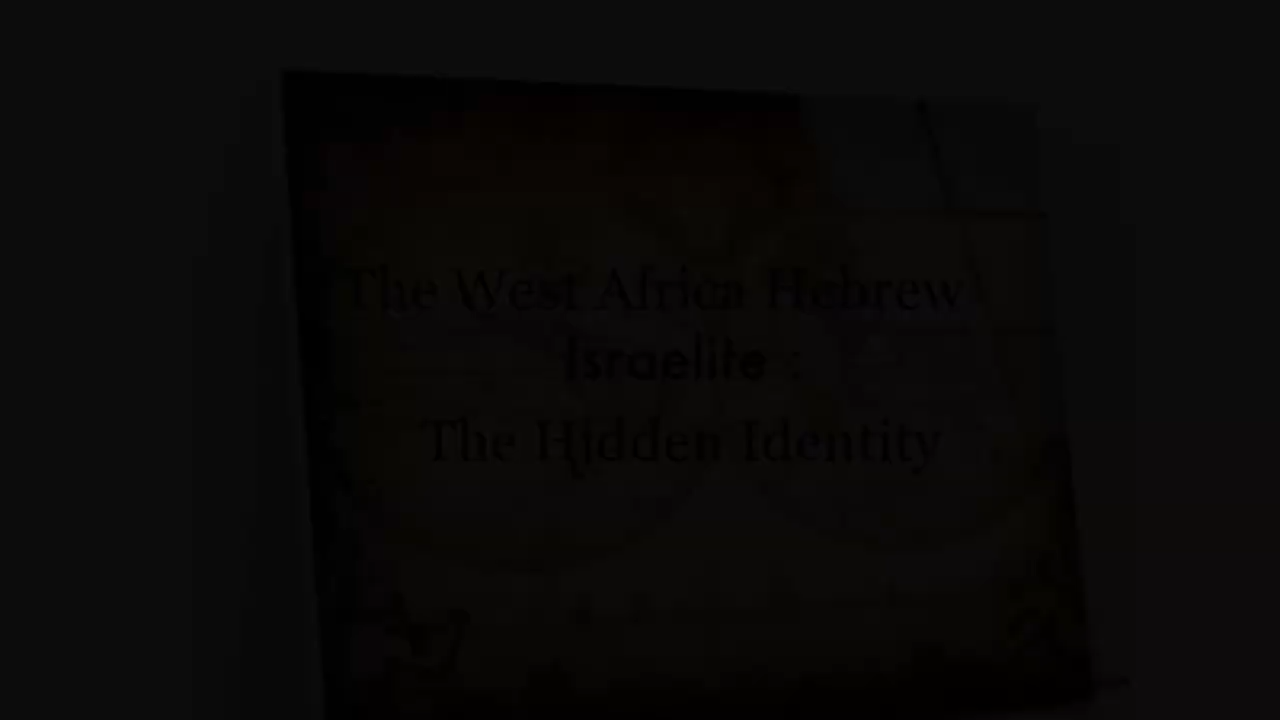 The West Africa Hebrew
Israelite :
The Hidden Identity